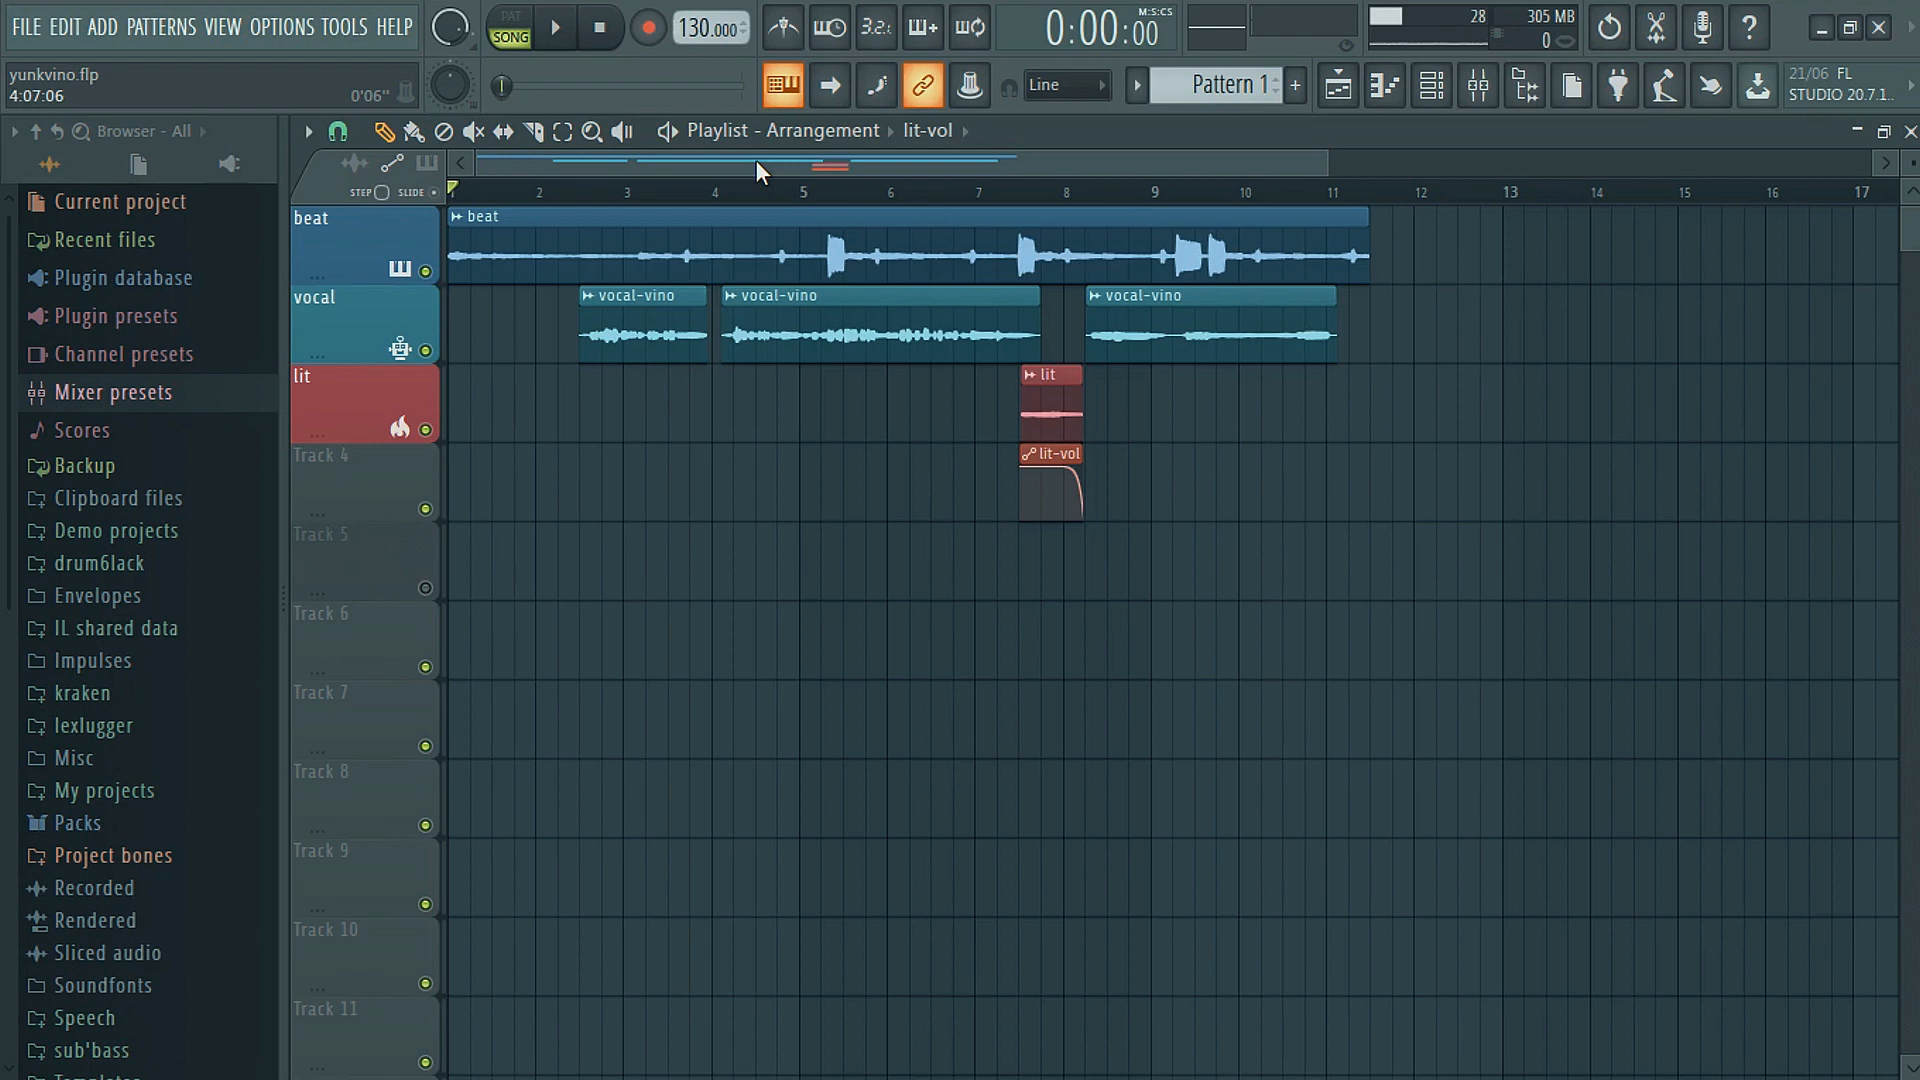 FILE EDIT ADD PATTERNS VIEW OPTIONS TOOLS HELP
PAT
SONG
130.000
3.2.
0:00:00
M:S:CS
28
305 MB
0
yunkvino.flp
4:07:06
0'06"
Line
Pattern 1
21/06 FL
STUDIO 20.7.1..
Browser - All
Playlist - Arrangement
lit-vol
STEP
SLIDE
2 3 4 5 6 7 8 9 10 11 12 13 14 15 16 17
Current project
Recent files
Plugin database
Plugin presets
Channel presets
Mixer presets
Scores
Backup
Clipboard files
Demo projects
drum6lack
Envelopes
IL shared data
Impulses
kraken
lexlugger
Misc
My projects
Packs
Project bones
Recorded
Rendered
Sliced audio
Soundfonts
Speech
sub'bass
Templates
beat
beat
vocal
vocal-vino
vocal-vino
vocal-vino
lit
lit
Track 4
lit-vol
Track 5
Track 6
Track 7
Track 8
Track 9
Track 10
Track 11